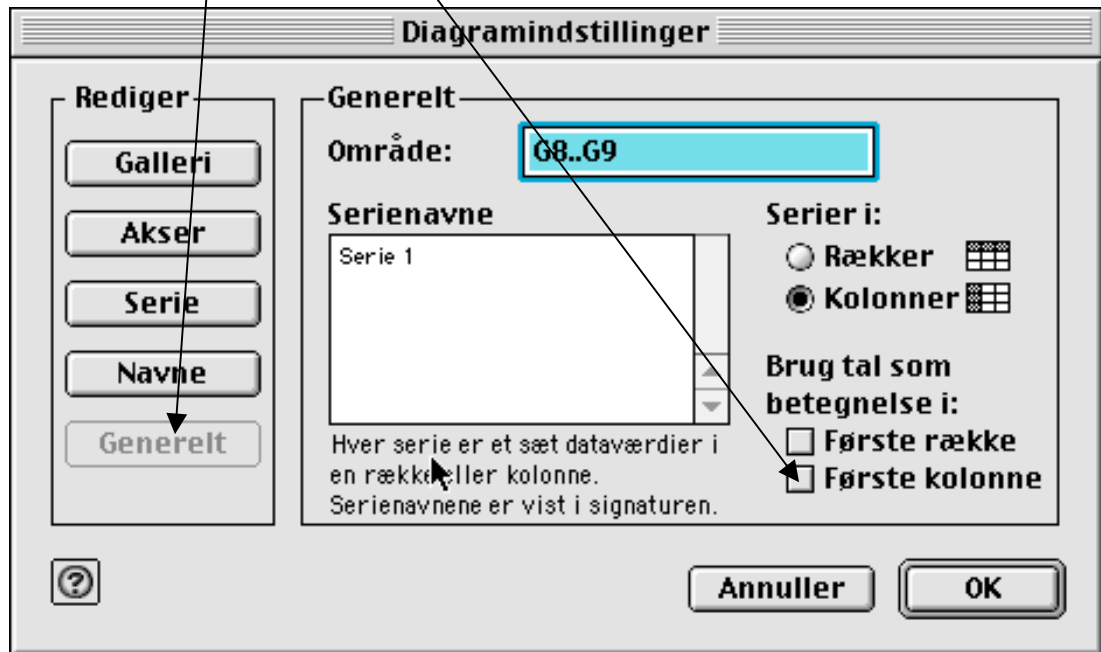 Diagramindstillinger
Rediger
Galleri
Akser
Serie
Navne
Generelt
Generelt
Område:
G8..G9
Serienavne
Serie 1
Hver serie er et sæt dataværdier i
en række eller kolonne.
Serienavnene er vist i signaturen.
Serier i:
Rækker
Kolonner
Brug tal som
betegnelse i:
Første række
Første kolonne
?
Annuller
OK